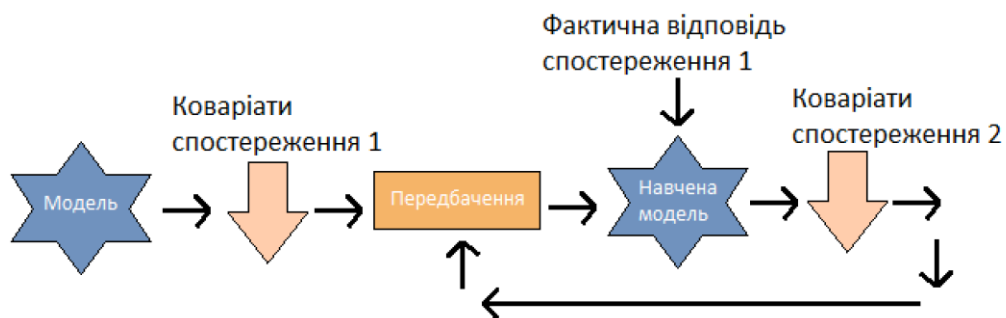 Фактична відповідь
спостереження 1
Коваріати
спостереження 1
Коваріати
спостереження 2
Модель
Передбачення
Навчена
модель